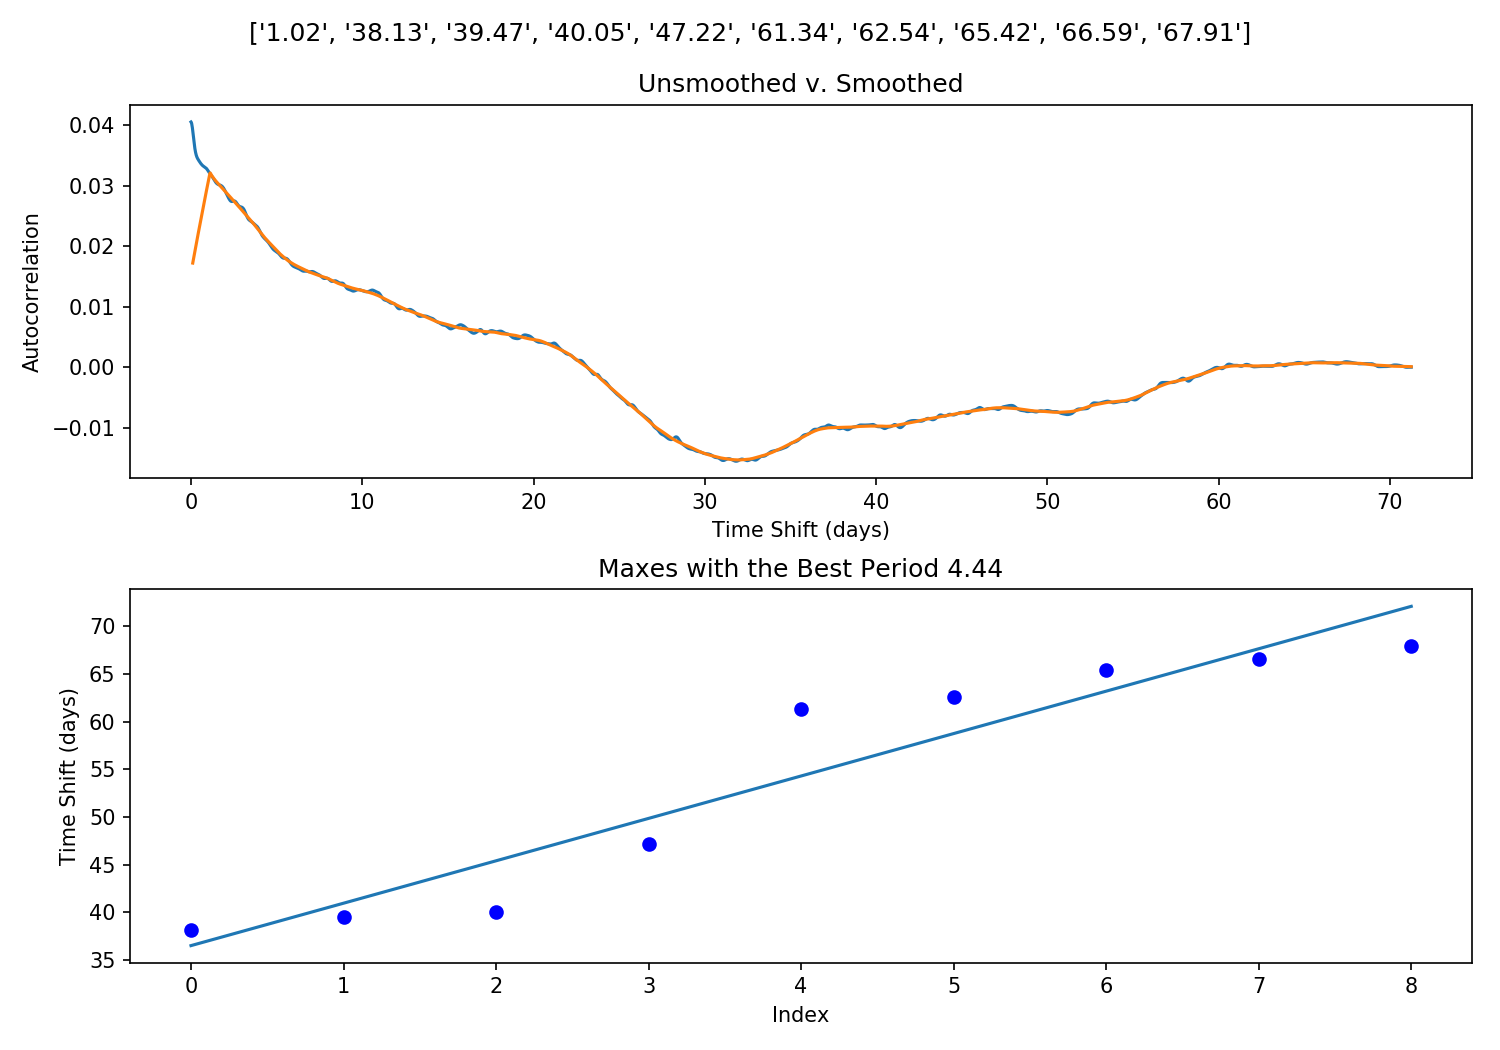 ['1.02', '38.13', '39.47', '40.05', '47.22', '61.34', '62.54', '65.42', '66.59', '67.91']
Unsmoothed v. Smoothed
Autocorrelation
0.04
0.03
0.02
0.01
0.00
−0.01
0 10 20 30 40 50 60 70
Time Shift (days)
Maxes with the Best Period 4.44
Time Shift (days)
70
65
60
55
50
45
40
35
0 1 2 3 4 5 6 7 8
Index